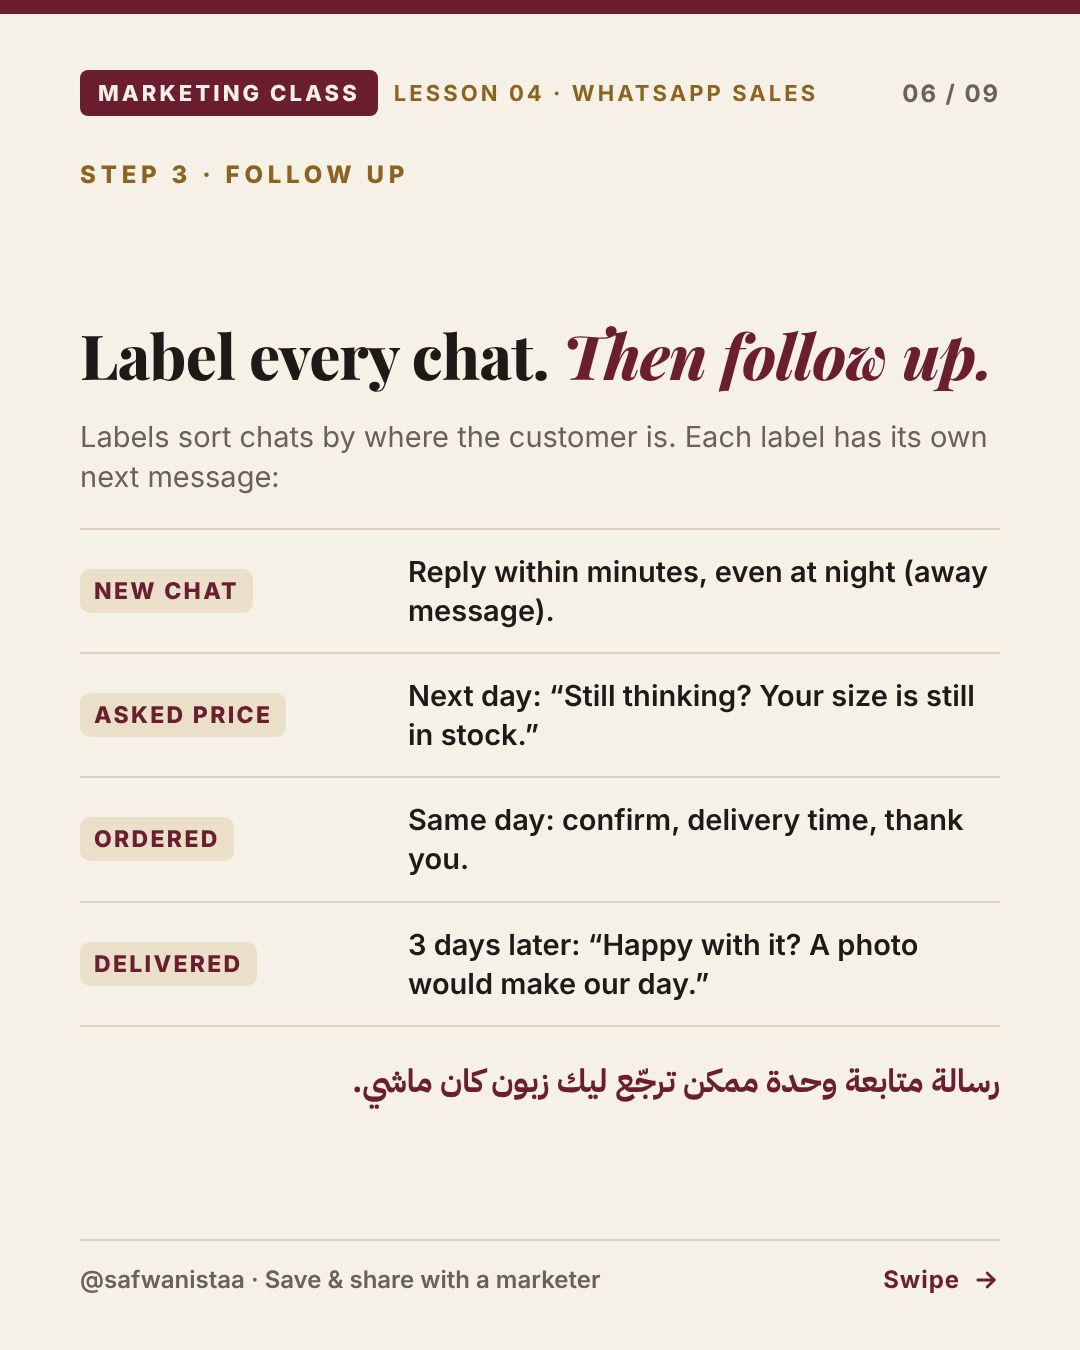 MARKETING CLASS LESSON 04 · WHATSAPP SALES 06 / 09
STEP 3 · FOLLOW UP
Label every chat. Then follow up.
Labels sort chats by where the customer is. Each label has its own
next message:
NEW CHAT
Reply within minutes, even at night (away
message).
ASKED PRICE
Next day: “Still thinking? Your size is still
in stock.”
ORDERED
Same day: confirm, delivery time, thank
you.
DELIVERED
3 days later: “Happy with it? A photo
would make our day.”
رسالة متابعة وحدة ممكن ترجّع ليك زبون كان ماشي.
@safwanistaa · Save & share with a marketer
Swipe →